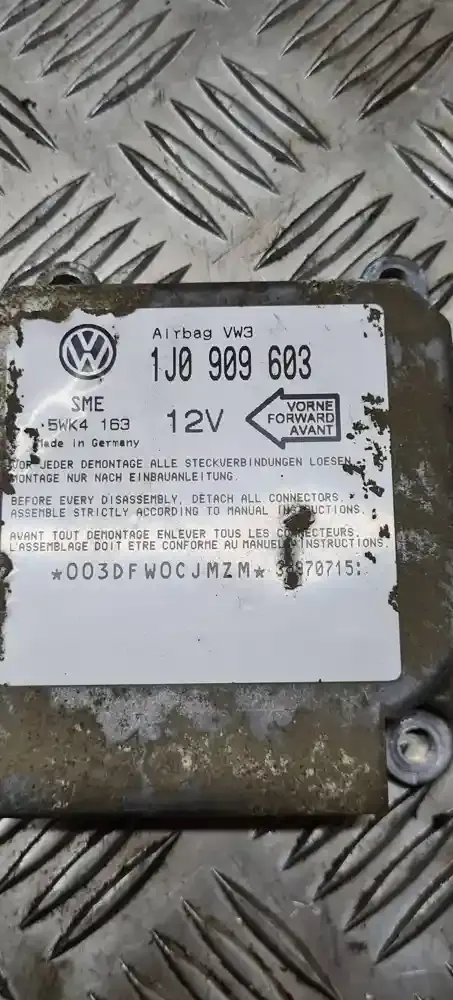 Airbag VW3
1J0 909 603
SME
5WK4 163
12V
VORNE
FORWARD
AVANT
Made in Germany
VOR JEDER DEMONTAGE ALLE STECKVERBINDUNGEN LOESEN,
MONTAGE NUR NACH EINBAUANLEITUNG.
BEFORE EVERY DISASSEMBLY, DETACH ALL CONNECTORS.
ASSEMBLE STRICTLY ACCORDING TO MANUAL INSTRUCTIONS.
AVANT TOUT DEMONTAGE ENLEVER TOUS LES CONNECTEURS.
L'ASSEMBLAGE DOIT ETRE CONFORME AU MANUEL INSTRUCTIONS.
*003DFW0CJMZM*